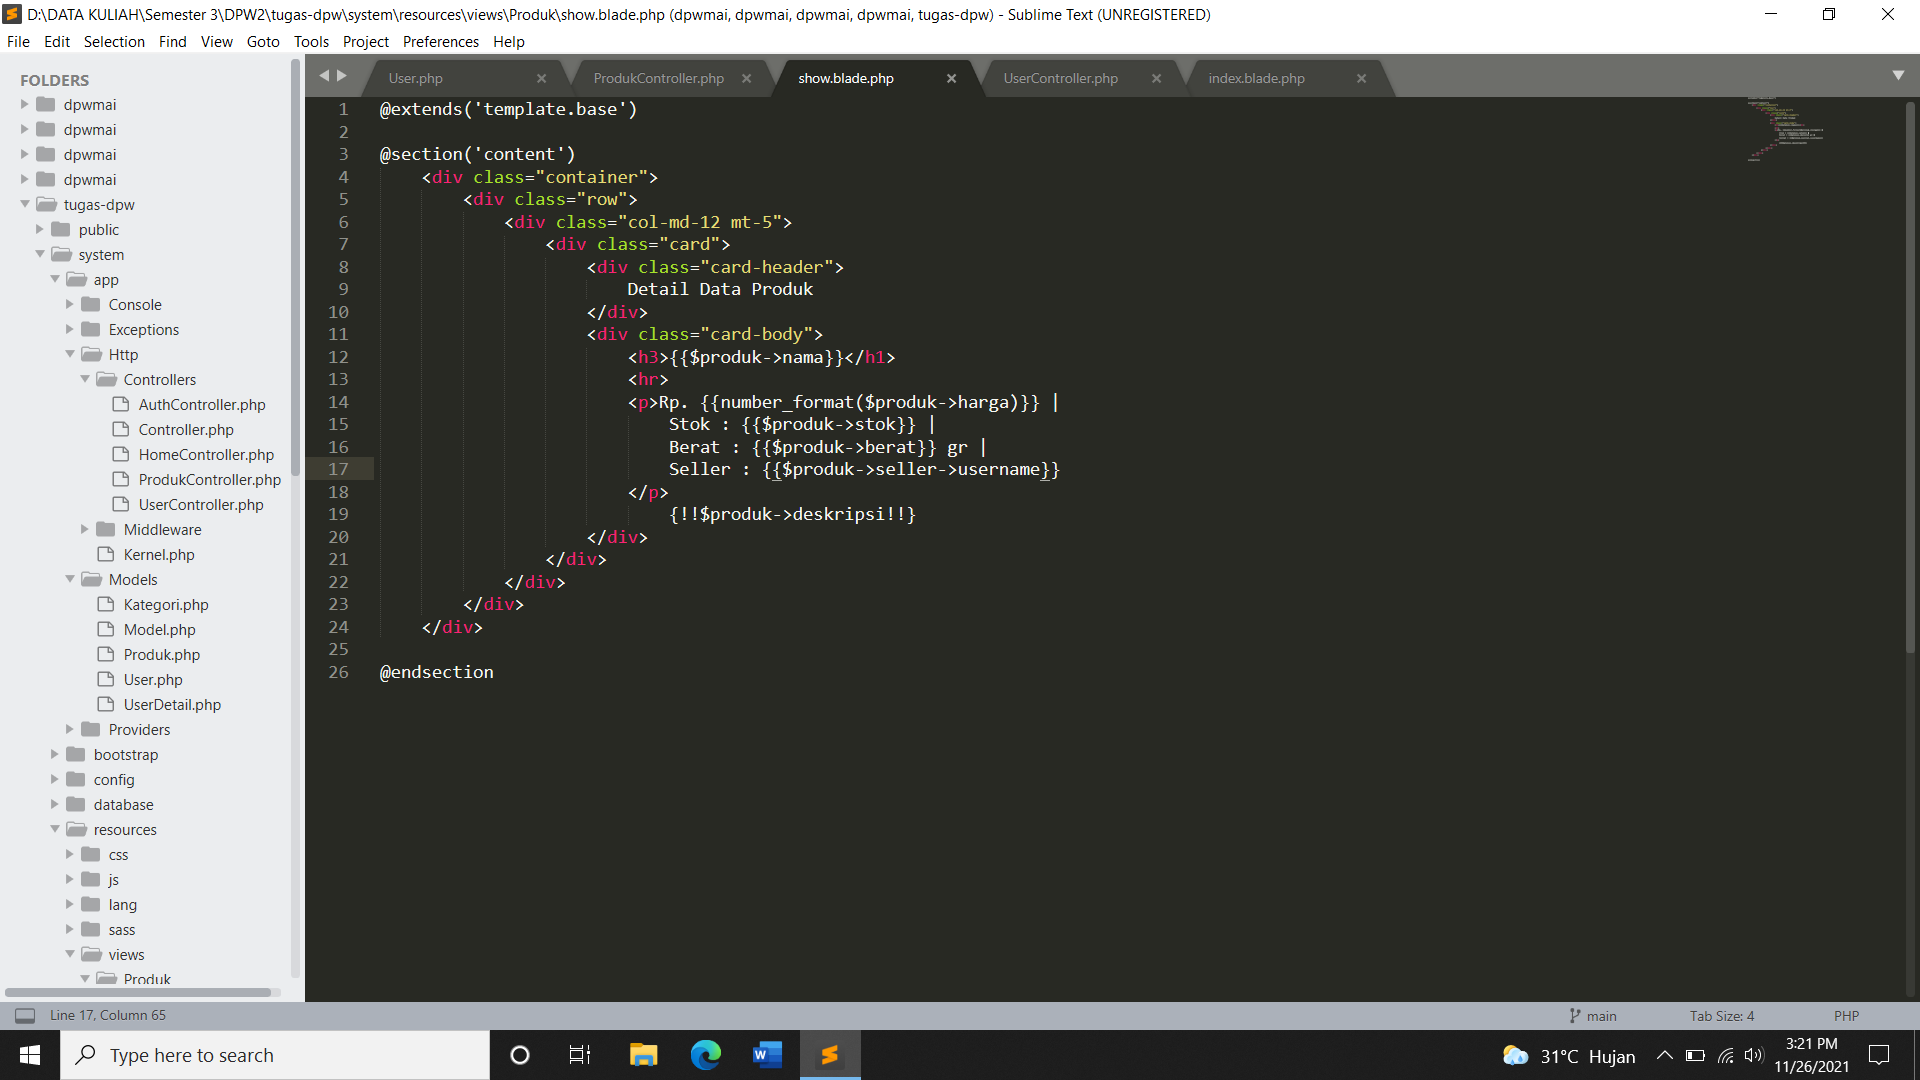 D:\DATA KULIAH\Semester 3\DPW2\tugas-dpw\system\resources\views\Produk\show.blade.php (dpwmai, dpwmai, dpwmai, dpwmai, tugas-dpw) - Sublime Text (UNREGISTERED)
File Edit Selection Find View Goto Tools Project Preferences Help
FOLDERS
dpwmai
dpwmai
dpwmai
dpwmai
tugas-dpw
public
system
app
Console
Exceptions
Http
Controllers
AuthController.php
Controller.php
HomeController.php
ProdukController.php
UserController.php
Middleware
Kernel.php
Models
Kategori.php
Model.php
Produk.php
User.php
UserDetail.php
Providers
bootstrap
config
database
resources
css
js
lang
sass
views
Produk
User.php ProdukController.php show.blade.php UserController.php index.blade.php
1 @extends('template.base')
2
3 @section('content')
4 <div class="container">
5 <div class="row">
6 <div class="col-md-12 mt-5">
7 <div class="card">
8 <div class="card-header">
9 Detail Data Produk
10 </div>
11 <div class="card-body">
12 <h3>{{$produk->nama}}</h1>
13 <hr>
14 <p>Rp. {{number_format($produk->harga)}} |
15 Stok : {{$produk->stok}} |
16 Berat : {{$produk->berat}} gr |
17 Seller : {{$produk->seller->username}}
18 </p>
19 {!!$produk->deskripsi!!}
20 </div>
21 </div>
22 </div>
23 </div>
24 </div>
25
26 @endsection
Line 17, Column 65 main Tab Size: 4 PHP
Type here to search
31°C Hujan
3:21 PM
11/26/2021